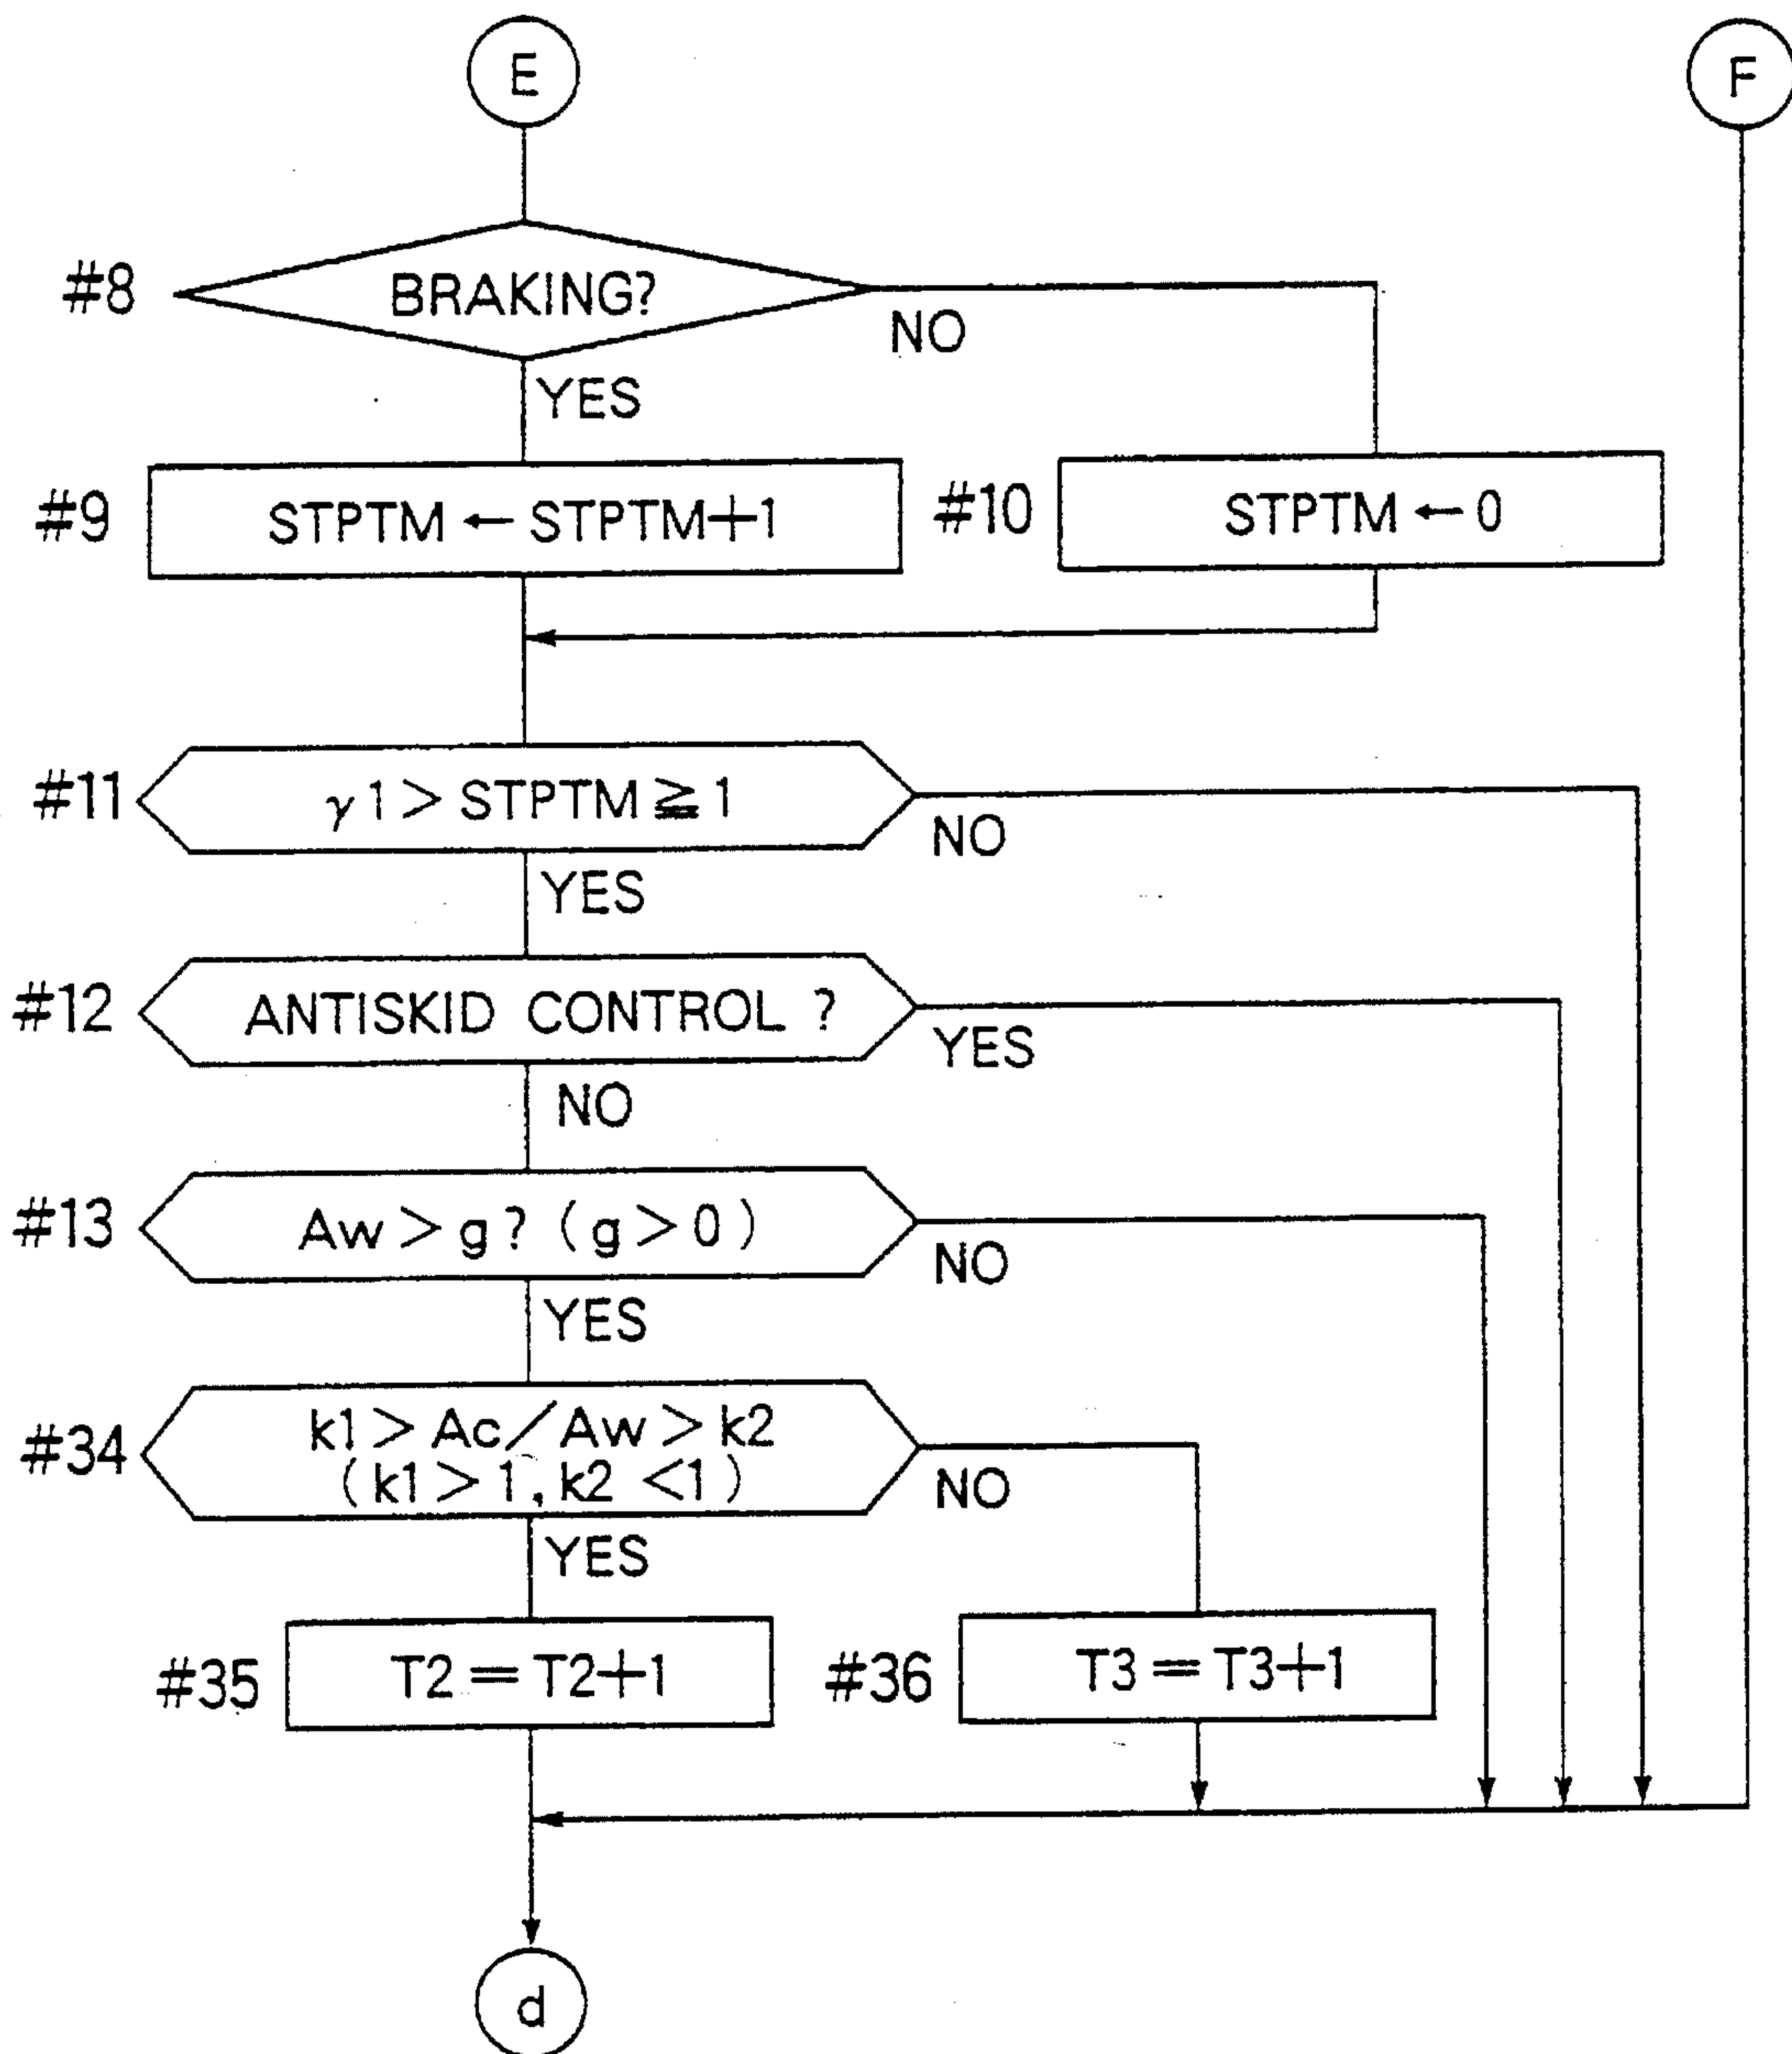 E
F
#8
BRAKING?
NO
YES
#9
STPTM ← STPTM+1
#10
STPTM ← 0
#11
γ1 > STPTM ≧ 1
NO
YES
#12
ANTISKID CONTROL ?
YES
NO
#13
Aw > g ? ( g > 0 )
NO
YES
#34
k1 > Ac / Aw > k2
( k1 > 1 , k2 < 1 )
NO
YES
#35
T2 = T2+1
#36
T3 = T3+1
d